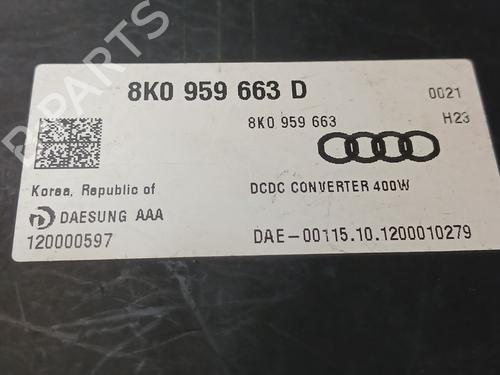 8K0 959 663 D
0021
8K0 959 663
H23
Korea, Republic of
DCDC CONVERTER 400W
DAESUNG AAA
120000597
DAE-00115.10.1200010279
B PARTS